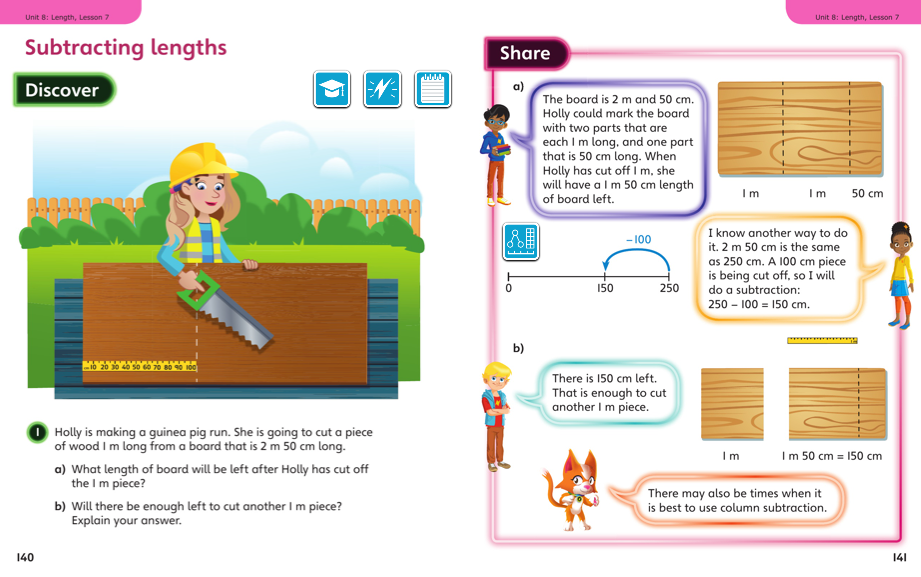 Unit 8: Length, Lesson 7
Subtracting lengths
Discover
cm 10 20 30 40 50 60 70 80 90 100
1 Holly is making a guinea pig run. She is going to cut a piece
of wood 1 m long from a board that is 2 m 50 cm long.
a) What length of board will be left after Holly has cut off
the 1 m piece?
b) Will there be enough left to cut another 1 m piece?
Explain your answer.
140
Unit 8: Length, Lesson 7
Share
a)
The board is 2 m and 50 cm.
Holly could mark the board
with two parts that are
each 1 m long, and one part
that is 50 cm long. When
Holly has cut off 1 m, she
will have a 1 m 50 cm length
of board left.
1 m 1 m 50 cm
–100
0 150 250
I know another way to do
it. 2 m 50 cm is the same
as 250 cm. A 100 cm piece
is being cut off, so I will
do a subtraction:
250 – 100 = 150 cm.
b)
There is 150 cm left.
That is enough to cut
another 1 m piece.
1 m 1 m 50 cm = 150 cm
There may also be times when it
is best to use column subtraction.
141